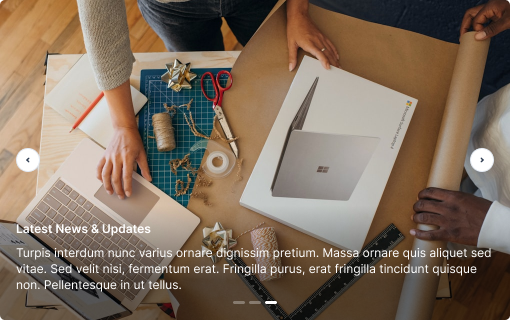 Latest News & Updates
Turpis interdum nunc varius ornare dignissim pretium. Massa ornare quis aliquet sed
vitae. Sed velit nisi, fermentum erat. Fringilla purus, erat fringilla tincidunt quisque
non. Pellentesque in ut tellus.